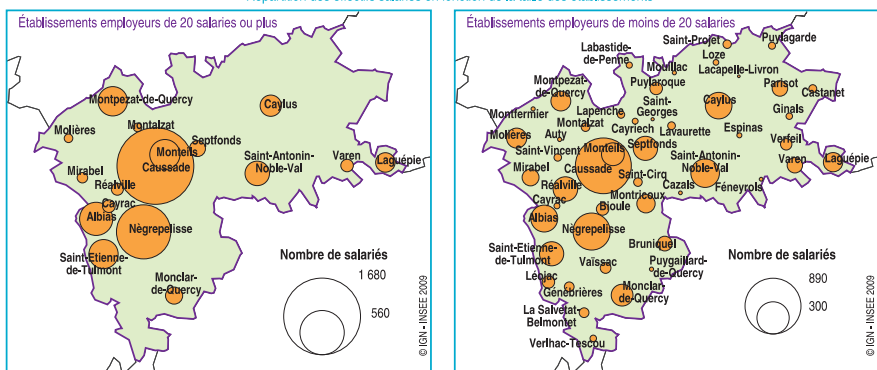 Établissements employeurs de 20 salariés ou plus
Montpezat-de-Quercy
Caylus
Molières
Montalzat
Septfonds
Monteils
Caussade
Saint-Antonin-
Noble-Val
Varen
Laguépie
Mirabel
Réalville
Cayrac
Albias
Nègrepelisse
Saint-Etienne-
de-Tulmont
Monclar-
de-Quercy
Nombre de salariés
1 680
560
© IGN - INSEE 2009
Établissements employeurs de moins de 20 salariés
Saint-Projet
Puylagarde
Labastide-
de-Penne
Loze
Mouillac
Lacapelle-Livron
Montpezat-
de-Quercy
Puylaroque
Parisot
Castanet
Montfermier
Lapenche
Saint-
Georges
Caylus
Ginals
Molières
Montalzat
Cayriech
Lavaurette
Espinas
Auty
Verfeil
Saint-Vincent
Monteils
Septfonds
Caussade
Saint-Antonin-
Noble-Val
Varen
Laguépie
Mirabel
Saint-Cirq
Cazals
Féneyrols
Réalville
Montricoux
Cayrac
Bioule
Albias
Nègrepelisse
Bruniquel
Saint-Etienne-
de-Tulmont
Vaïssac
Puygaillard-
de-Quercy
Léojac
Génébrières
Monclar-
de-Quercy
La Salvetat-
Belmontet
Verlhac-Tescou
Nombre de salariés
890
300
© IGN - INSEE 2009